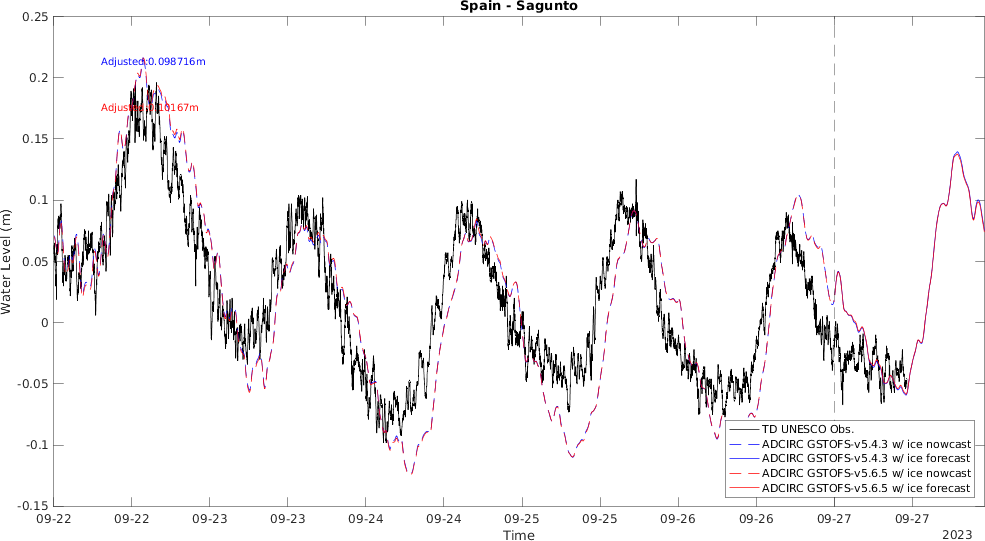 Spain - Sagunto
0.25
0.2
0.15
0.1
0.05
0
-0.05
-0.1
-0.15
Water Level (m)
Adjusted:0.098716m
Adjusted:0.10167m
TD UNESCO Obs.
ADCIRC GSTOFS-v5.4.3 w/ ice nowcast
ADCIRC GSTOFS-v5.4.3 w/ ice forecast
ADCIRC GSTOFS-v5.6.5 w/ ice nowcast
ADCIRC GSTOFS-v5.6.5 w/ ice forecast
09-22 09-22 09-23 09-23 09-24 09-24 09-25 09-25 09-26 09-26 09-27 09-27
Time
2023